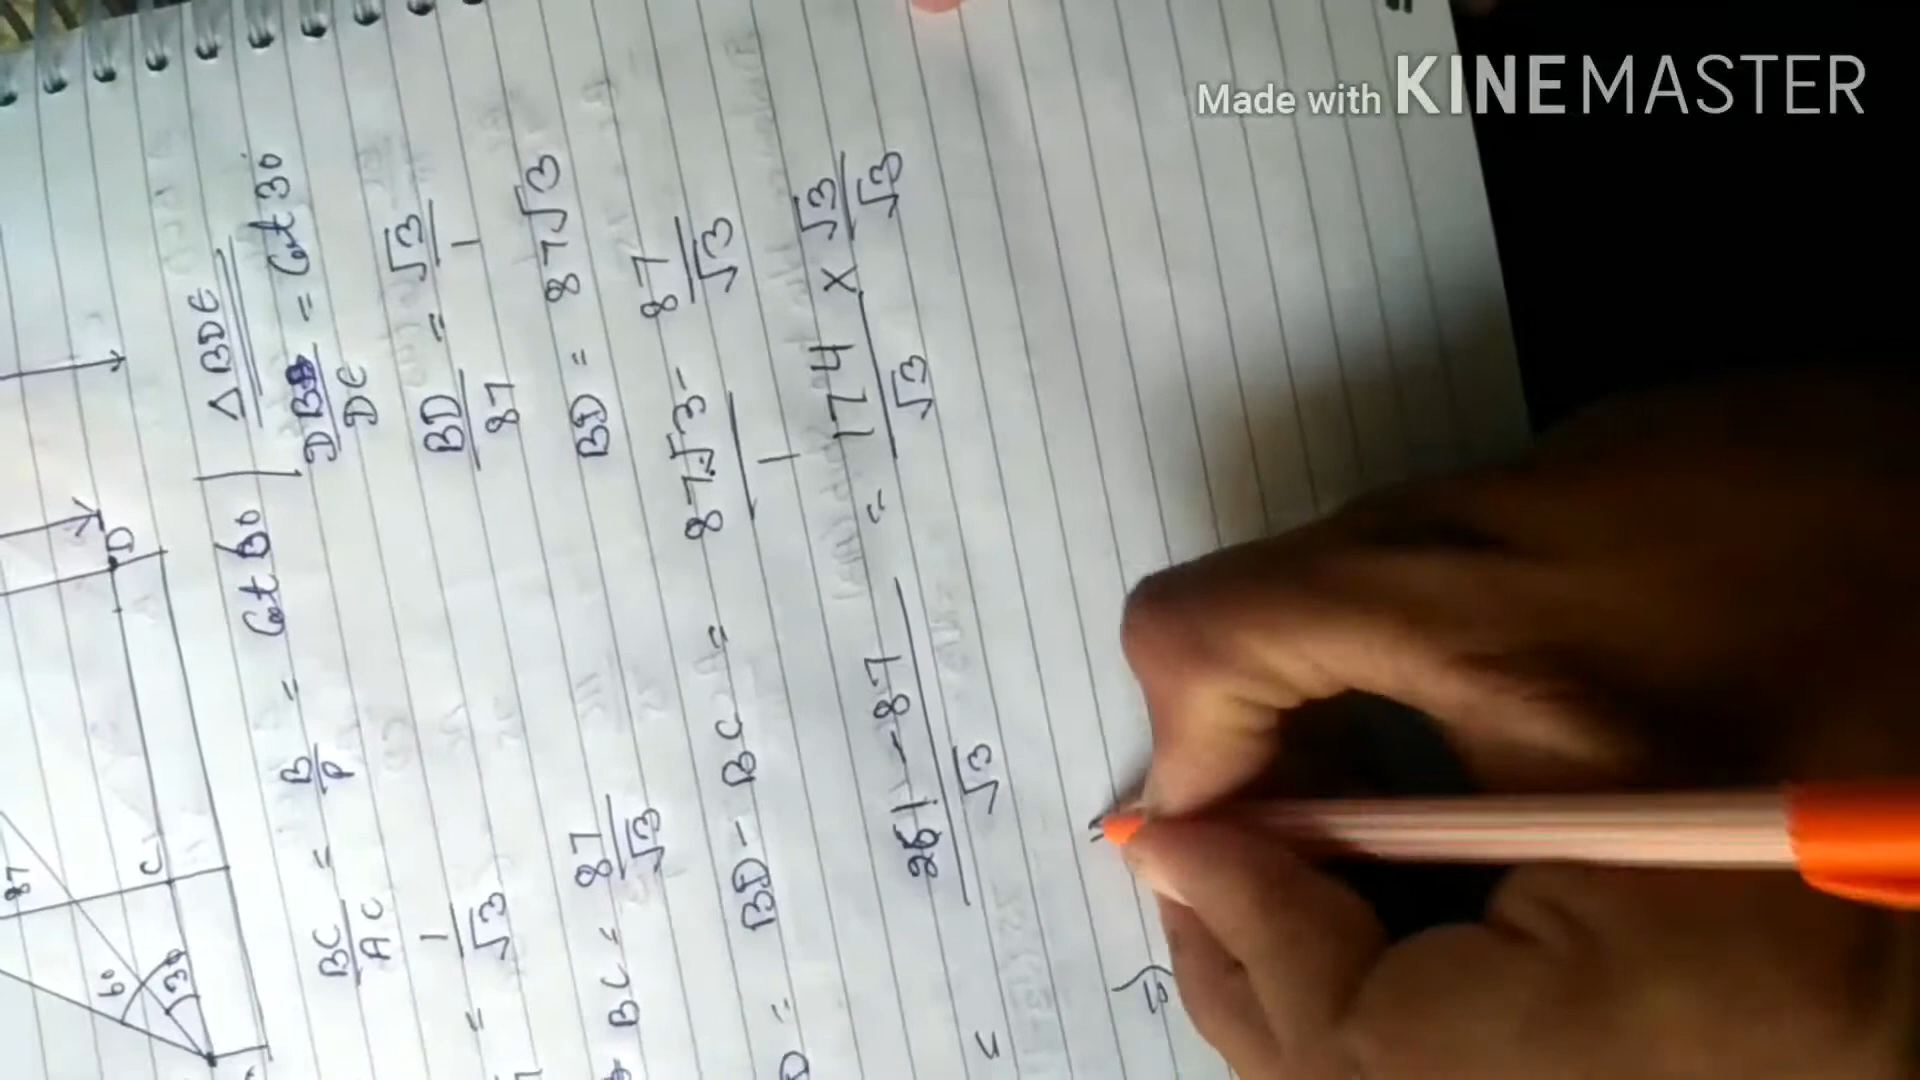 Made with KINEMASTER
87
60
30
C
D
BC/AC = B/P = Cot 60
△BDE
DB/DE = Cot 30
= 1/√3
BD/87 = √3/1
BC = 87/√3
BD = 87√3
= BD - BC = 87√3/1 - 87/√3
= 261 - 87/√3 = 174/√3 × √3/√3
=